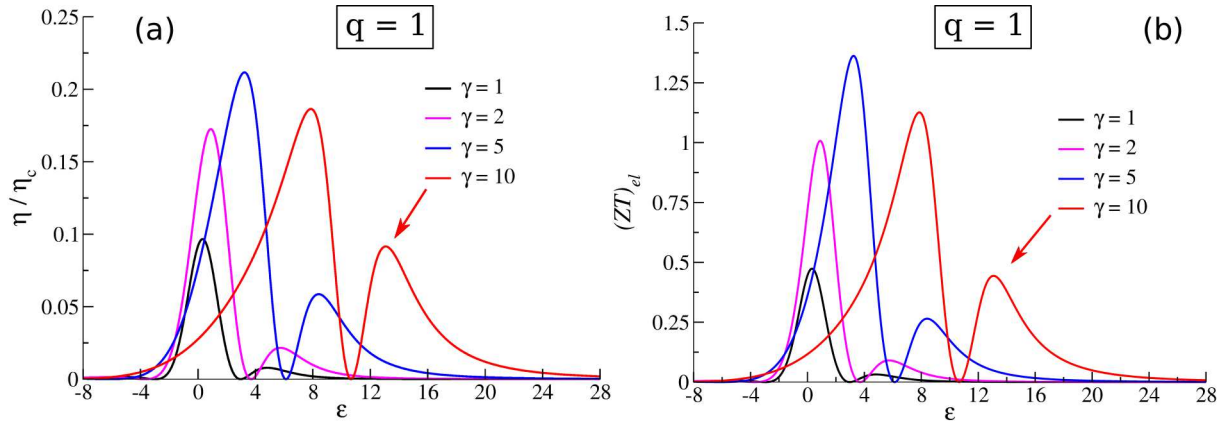 (a)
q = 1
0.25
0.2
0.15
0.1
0.05
0
η / ηc
γ = 1
γ = 2
γ = 5
γ = 10
-8 -4 0 4 8 12 16 20 24 28
ε
(b)
q = 1
1.5
1.25
1
0.75
0.5
0.25
0
(ZT)el
γ = 1
γ = 2
γ = 5
γ = 10
-8 -4 0 4 8 12 16 20 24 28
ε